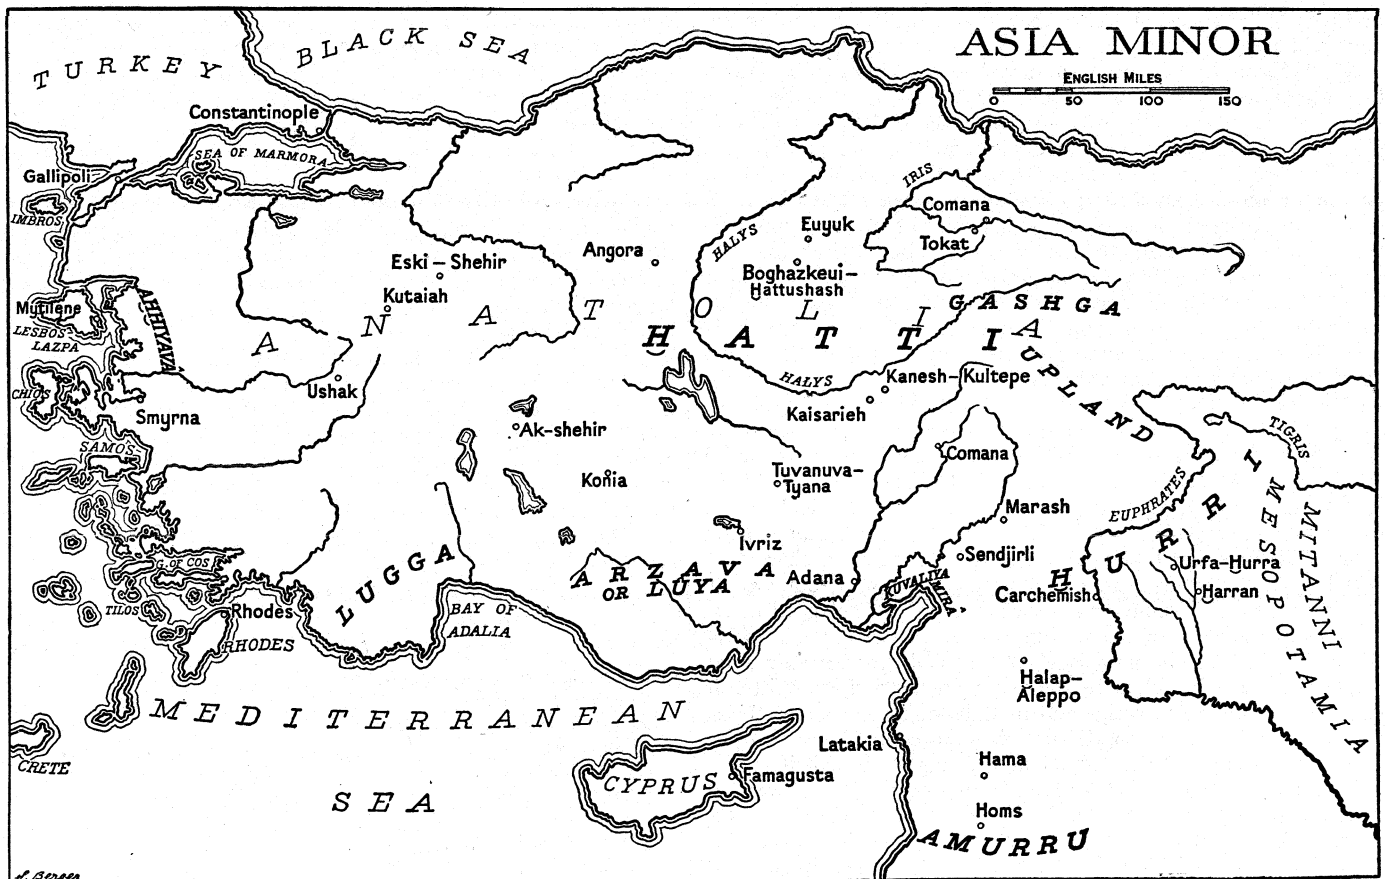 ASIA MINOR
ENGLISH MILES
0 50 100 150
BLACK SEA
TURKEY
Constantinople
SEA OF MARMORA
Gallipoli
IMBROS
IRIS
Comana
Tokat
Euyuk
HALYS
Angora
Boghazkeui-
Hattushash
Eski-Shehir
Kutaiah
ANATOLIA
GASHGA
HATTI
Mutilene
LESBOS
LAZPA
AHHIYAVÂ
UPLAND
HALYS
Kanesh-Kultepe
Kaisarieh
Ushak
CHIOS
Smyrna
Ak-shehir
SAMOS
Konia
Tuvanuva-
Tyana
Comana
TIGRIS
EUPHRATES
Marash
HURRI
MESOPOTAMIA
MITANNI
Ivriz
Sendjirli
Urfa-Hurra
Harran
Carchemish
G. OF COS
LUGGA
ARZAVA
OR LUYA
Adana
KUVALIYA
MIRÂ
TILOS
Rhodes
RHODES
BAY OF
ADALIA
Halap-
Aleppo
MEDITERRANEAN
SEA
CRETE
CYPRUS
Famagusta
Latakia
Hama
Homs
AMURRU